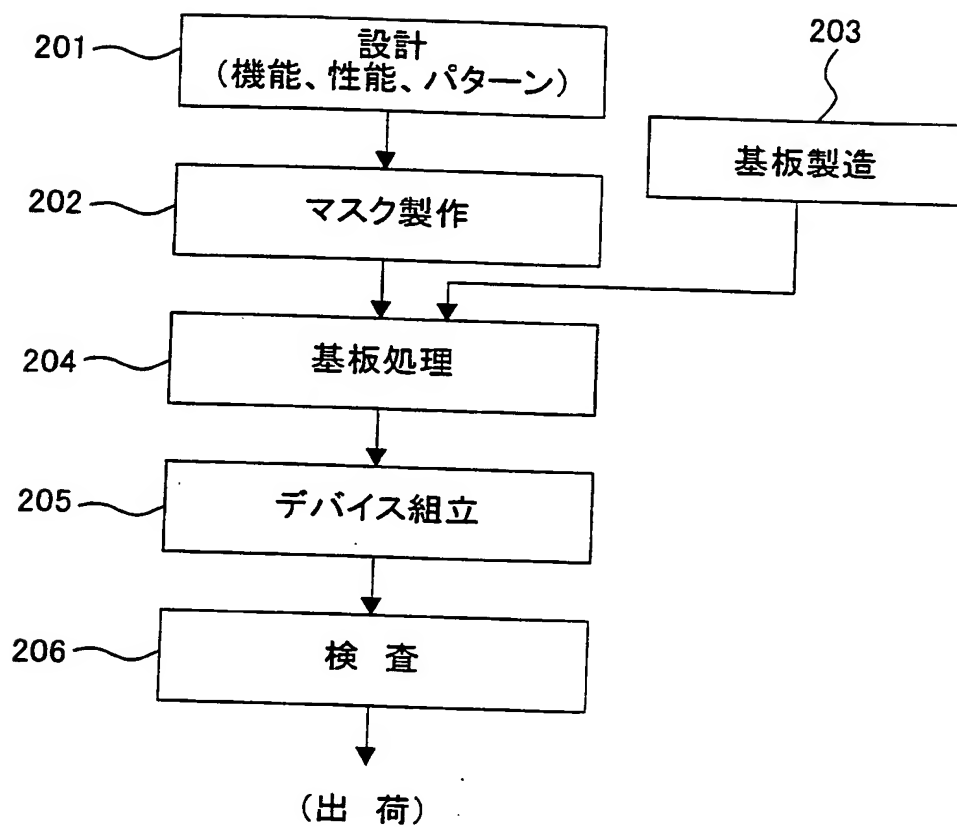 201
設計
(機能、性能、パターン)
203
基板製造
202
マスク製作
204
基板処理
205
デバイス組立
206
検 査
(出 荷)